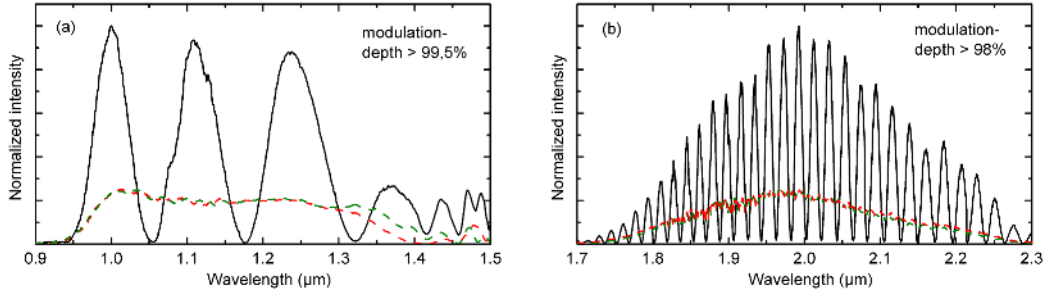 (a)
modulation-
depth > 99,5%
Normalized intensity
0.9 1.0 1.1 1.2 1.3 1.4 1.5
Wavelength (µm)
(b)
modulation-
depth > 98%
Normalized intensity
1.7 1.8 1.9 2.0 2.1 2.2 2.3
Wavelength (µm)